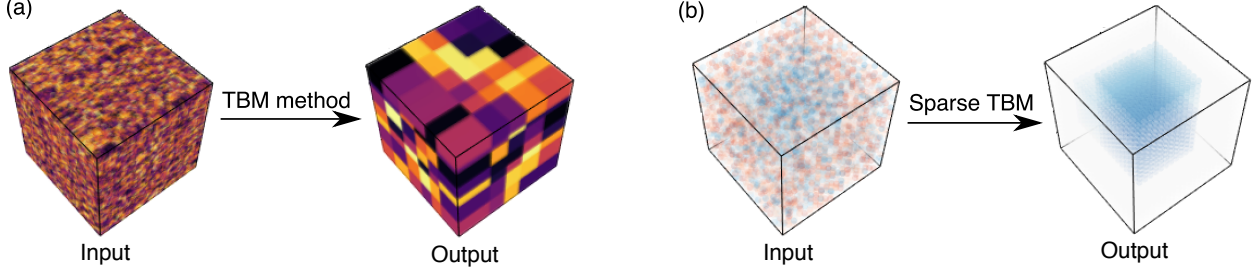 (a)
TBM method
Input
Output
(b)
Sparse TBM
Input
Output